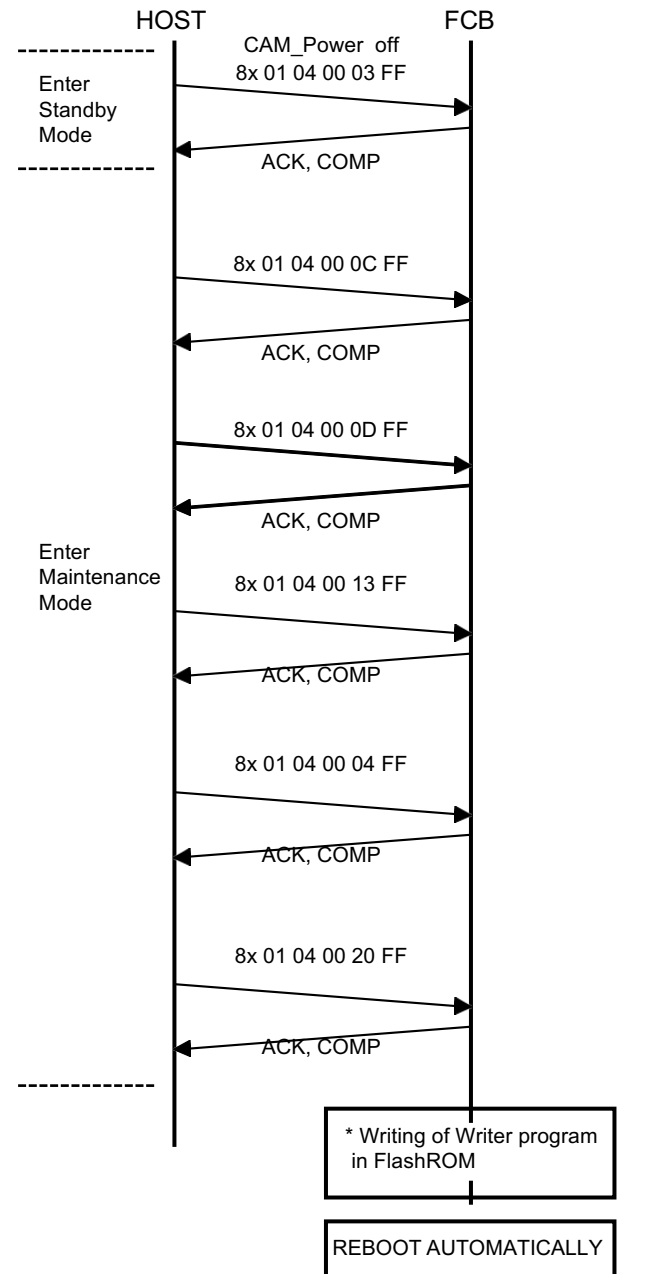 HOST
FCB
CAM_Power off
8x 01 04 00 03 FF
Enter
Standby
Mode
ACK, COMP
8x 01 04 00 0C FF
ACK, COMP
8x 01 04 00 0D FF
ACK, COMP
Enter
Maintenance
Mode
8x 01 04 00 13 FF
ACK, COMP
8x 01 04 00 04 FF
ACK, COMP
8x 01 04 00 20 FF
ACK, COMP
* Writing of Writer program
in FlashROM
REBOOT AUTOMATICALLY